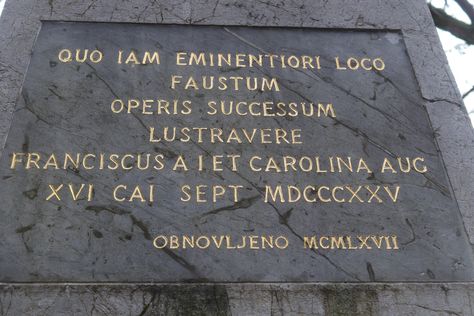 QUO IAM EMINENTIORI LOCO
FAUSTUM
OPERIS SUCCESSUM
LUSTRAVERE
FRANCISCUS A I ET CAROLINA AUG
XVI CAI SEPT MDCCCXXV
OBNOVLJENO MCMLXVII